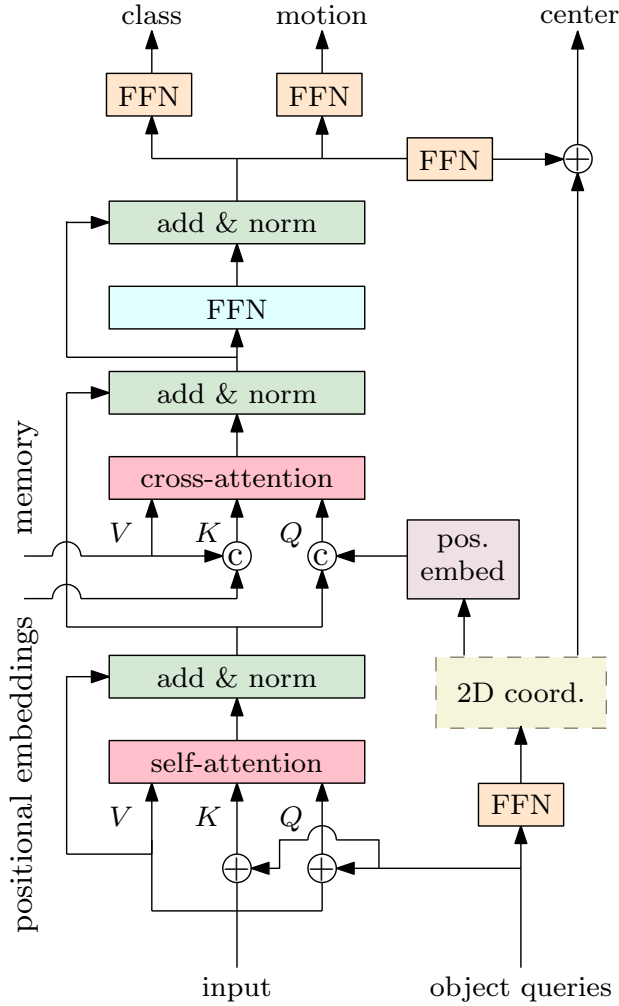 class motion center
FFN FFN
FFN
add & norm
FFN
add & norm
memory
cross-attention
V K Q
c c
pos.
embed
positional embeddings
add & norm
2D coord.
self-attention
V K Q
FFN
input object queries